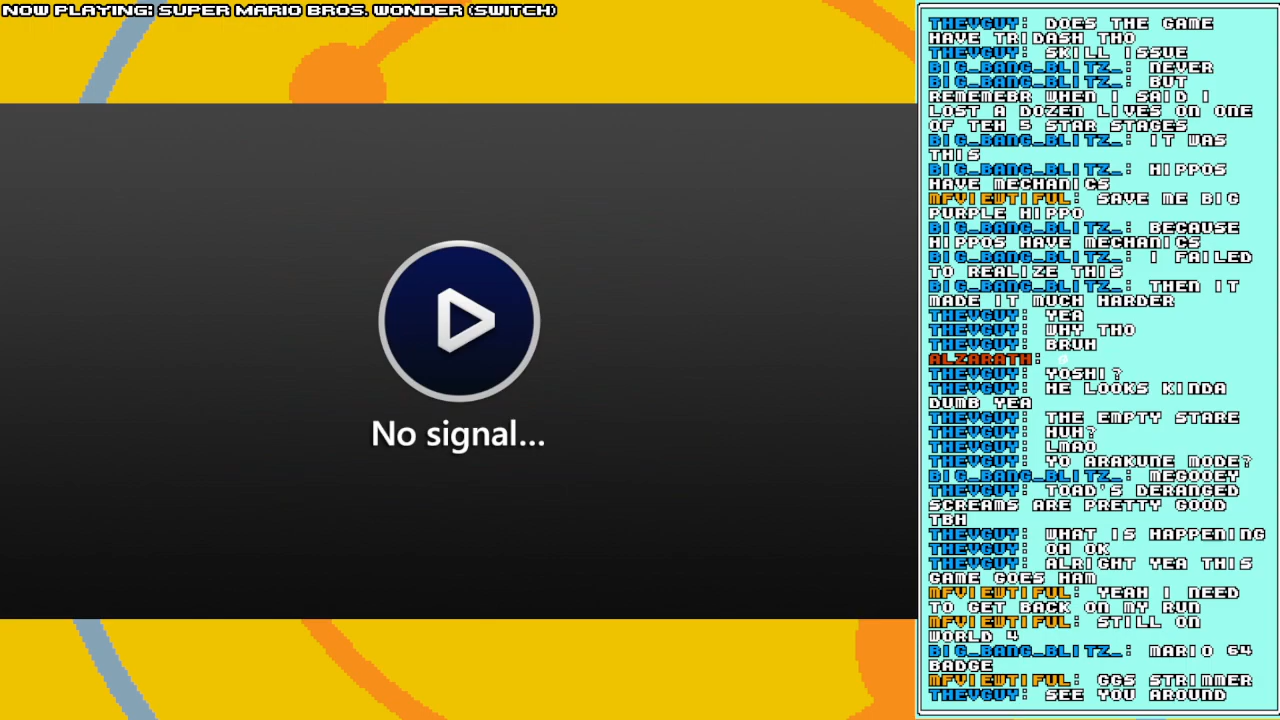 NOW PLAYING: SUPER MARIO BROS. WONDER (SWITCH)
No signal...
THEVGUY: DOES THE GAME
HAVE TRIDASH THO
THEVGUY: SKILL ISSUE
BIG_BANG_BLITZ_: NEVER
BIG_BANG_BLITZ_: BUT
REMEMEBR WHEN I SAID I
LOST A DOZEN LIVES ON ONE
OF TEH 5 STAR STAGES
BIG_BANG_BLITZ_: IT WAS
THIS
BIG_BANG_BLITZ_: HIPPOS
HAVE MECHANICS
MFVIEWTIFUL: SAVE ME BIG
PURPLE HIPPO
BIG_BANG_BLITZ_: BECAUSE
HIPPOS HAVE MECHANICS
BIG_BANG_BLITZ_: I FAILED
TO REALIZE THIS
BIG_BANG_BLITZ_: THEN IT
MADE IT MUCH HARDER
THEVGUY: YEA
THEVGUY: WHY THO
THEVGUY: BRUH
ALZARATH:
THEVGUY: YOSHI?
THEVGUY: HE LOOKS KINDA
DUMB YEA
THEVGUY: THE EMPTY STARE
THEVGUY: HUH?
THEVGUY: LMAO
THEVGUY: YO ARAKUNE MODE?
BIG_BANG_BLITZ_: MEGOOEY
THEVGUY: TOAD'S DERANGED
SCREAMS ARE PRETTY GOOD
TBH
THEVGUY: WHAT IS HAPPENING
THEVGUY: OH OK
THEVGUY: ALRIGHT YEA THIS
GAME GOES HAM
MFVIEWTIFUL: YEAH I NEED
TO GET BACK ON MY RUN
MFVIEWTIFUL: STILL ON
WORLD 4
BIG_BANG_BLITZ_: MARIO 64
BADGE
MFVIEWTIFUL: GGS STRIMMER
THEVGUY: SEE YOU AROUND